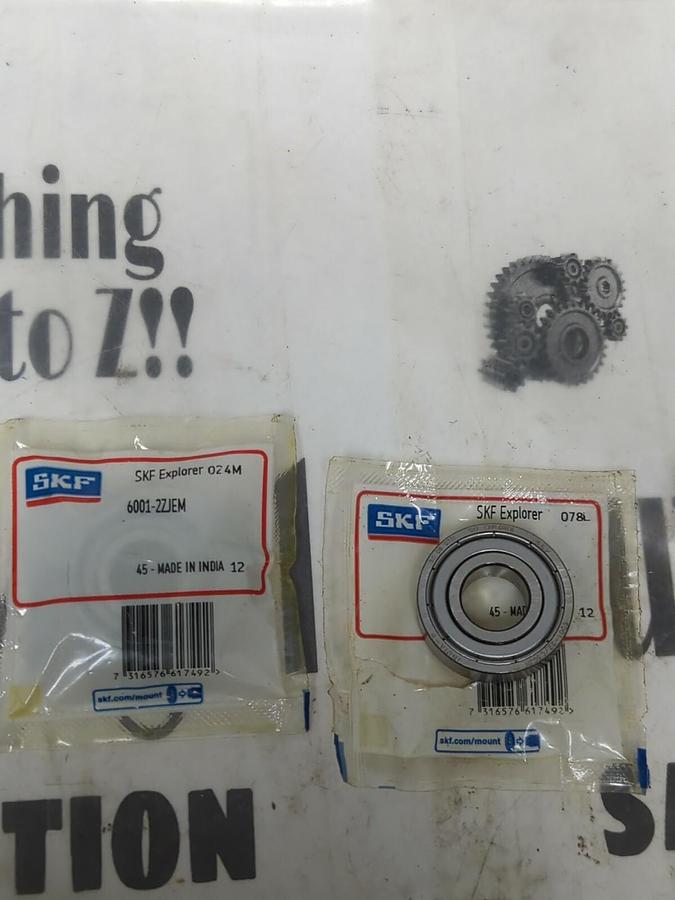 hing
to Z!!
SKF
SKF Explorer 024M
6001-2ZJEM
45 - MADE IN INDIA 12
7 316576 617492 >
skf.com/mount
SKF
SKF Explorer 078L
45 - MAD
12
7 316576 617492 >
skf.com/mount
TION